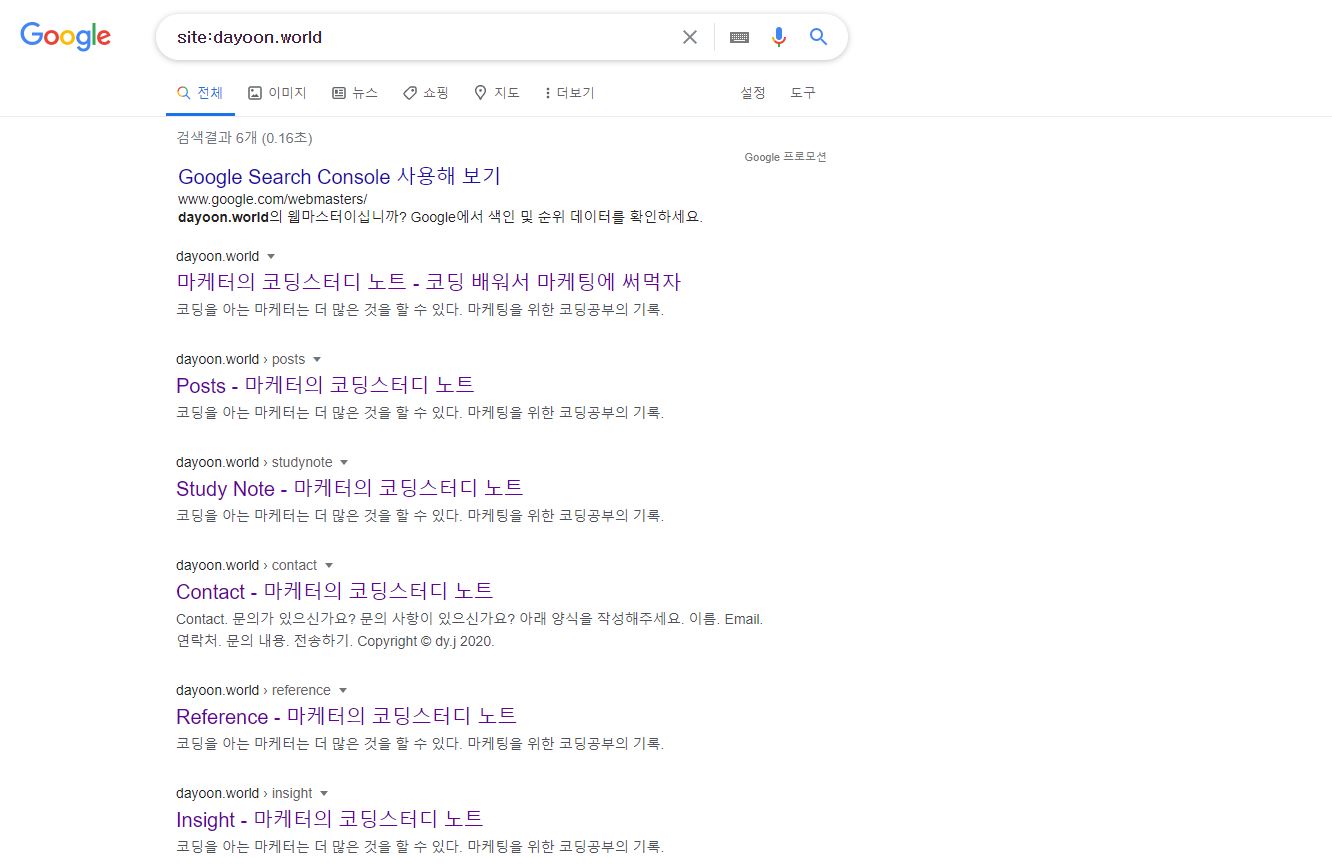 Google
site:dayoon.world
전체 이미지 뉴스 쇼핑 지도 더보기 설정 도구
검색결과 6개 (0.16초)
Google 프로모션
Google Search Console 사용해 보기
www.google.com/webmasters/
dayoon.world의 웹마스터이십니까? Google에서 색인 및 순위 데이터를 확인하세요.
dayoon.world
마케터의 코딩스터디 노트 - 코딩 배워서 마케팅에 써먹자
코딩을 아는 마케터는 더 많은 것을 할 수 있다. 마케팅을 위한 코딩공부의 기록.
dayoon.world › posts
Posts - 마케터의 코딩스터디 노트
코딩을 아는 마케터는 더 많은 것을 할 수 있다. 마케팅을 위한 코딩공부의 기록.
dayoon.world › studynote
Study Note - 마케터의 코딩스터디 노트
코딩을 아는 마케터는 더 많은 것을 할 수 있다. 마케팅을 위한 코딩공부의 기록.
dayoon.world › contact
Contact - 마케터의 코딩스터디 노트
Contact. 문의가 있으신가요? 문의 사항이 있으신가요? 아래 양식을 작성해주세요. 이름. Email.
연락처. 문의 내용. 전송하기. Copyright © dy.j 2020.
dayoon.world › reference
Reference - 마케터의 코딩스터디 노트
코딩을 아는 마케터는 더 많은 것을 할 수 있다. 마케팅을 위한 코딩공부의 기록.
dayoon.world › insight
Insight - 마케터의 코딩스터디 노트
코딩을 아는 마케터는 더 많은 것을 할 수 있다. 마케팅을 위한 코딩공부의 기록.